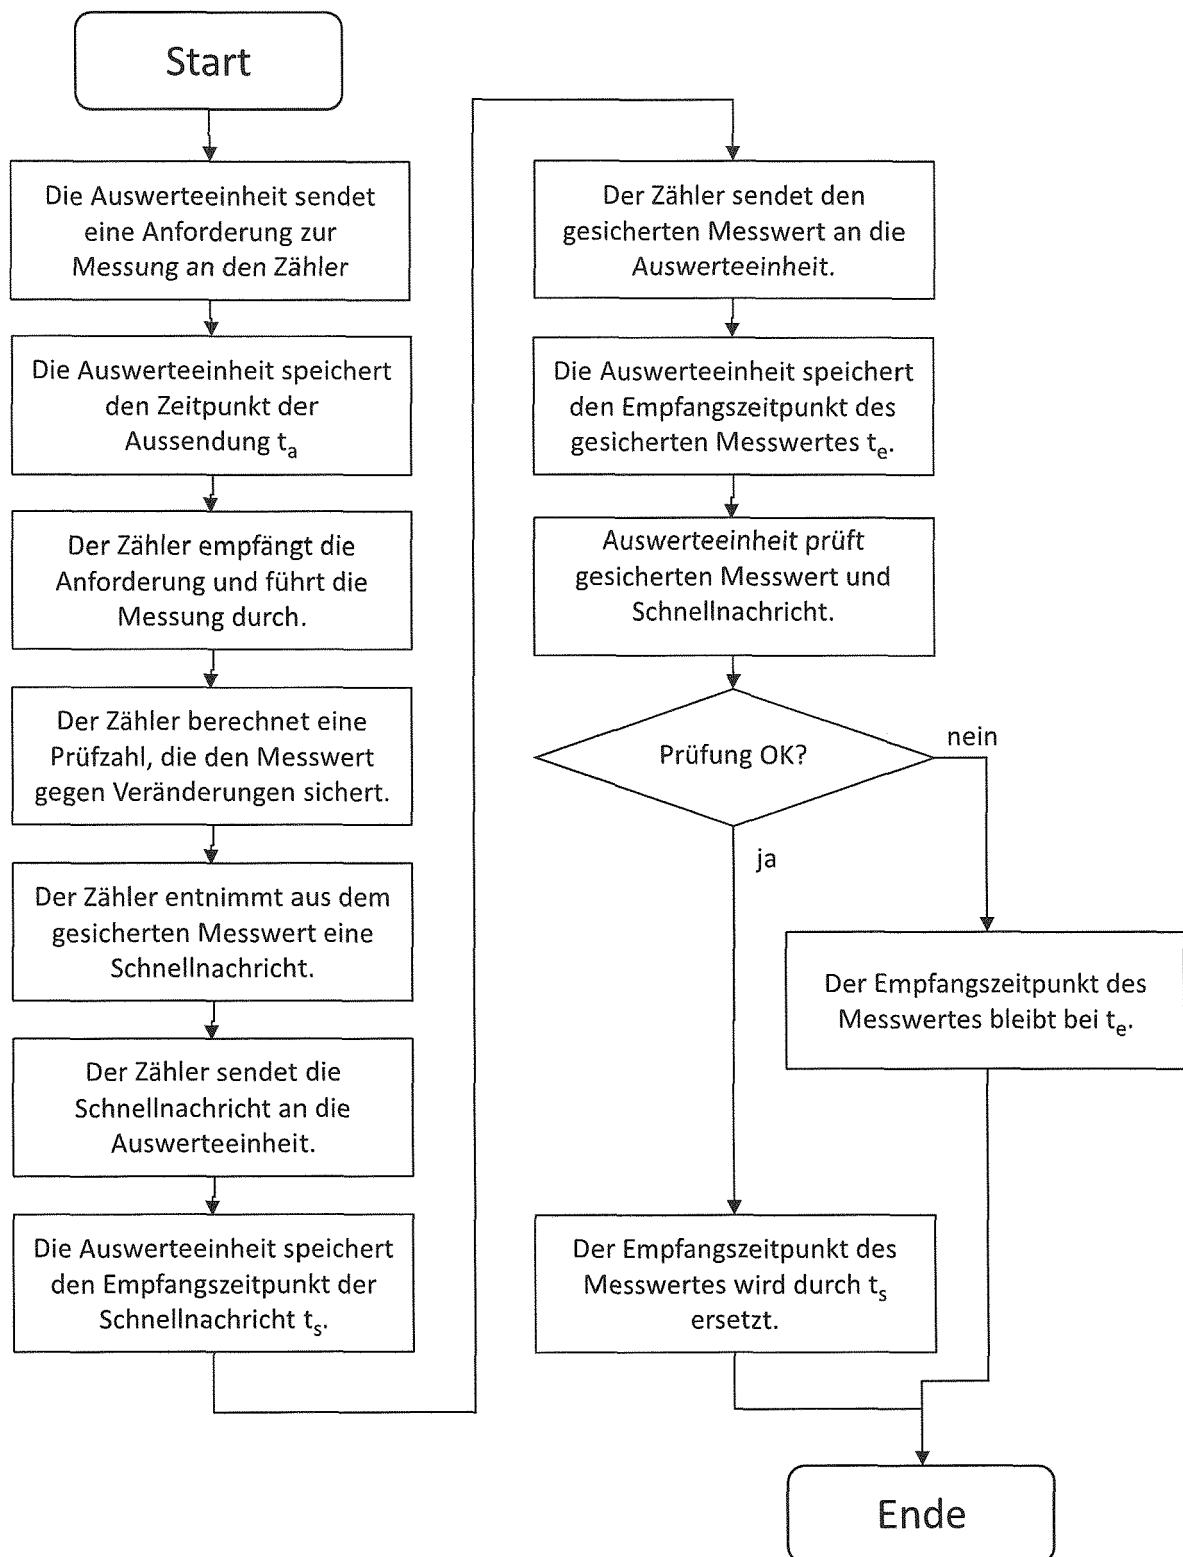 Start
Die Auswerteeinheit sendet
eine Anforderung zur
Messung an den Zähler
Die Auswerteeinheit speichert
den Zeitpunkt der
Aussendung tₐ
Der Zähler empfängt die
Anforderung und führt die
Messung durch.
Der Zähler berechnet eine
Prüfzahl, die den Messwert
gegen Veränderungen sichert.
Der Zähler entnimmt aus dem
gesicherten Messwert eine
Schnellnachricht.
Der Zähler sendet die
Schnellnachricht an die
Auswerteeinheit.
Die Auswerteeinheit speichert
den Empfangszeitpunkt der
Schnellnachricht tₛ.
Der Zähler sendet den
gesicherten Messwert an die
Auswerteeinheit.
Die Auswerteeinheit speichert
den Empfangszeitpunkt des
gesicherten Messwertes tₑ.
Auswerteeinheit prüft
gesicherten Messwert und
Schnellnachricht.
Prüfung OK?
nein
ja
Der Empfangszeitpunkt des
Messwertes bleibt bei tₑ.
Der Empfangszeitpunkt des
Messwertes wird durch tₛ
ersetzt.
Ende